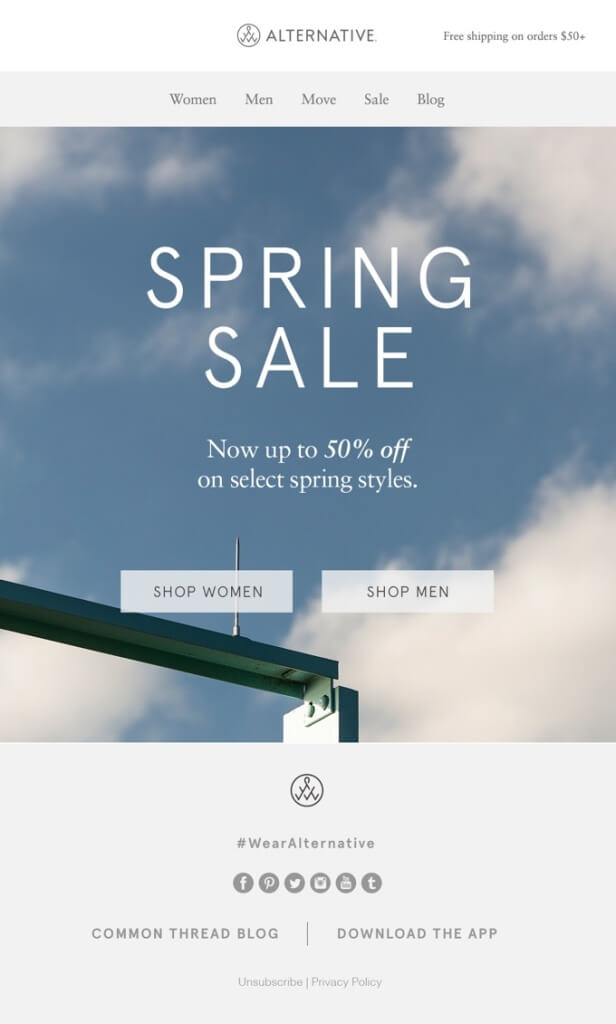 ALTERNATIVE.
Free shipping on orders $50+
Women Men Move Sale Blog
SPRING
SALE
Now up to 50% off
on select spring styles.
SHOP WOMEN SHOP MEN
#WearAlternative
COMMON THREAD BLOG | DOWNLOAD THE APP
Unsubscribe | Privacy Policy